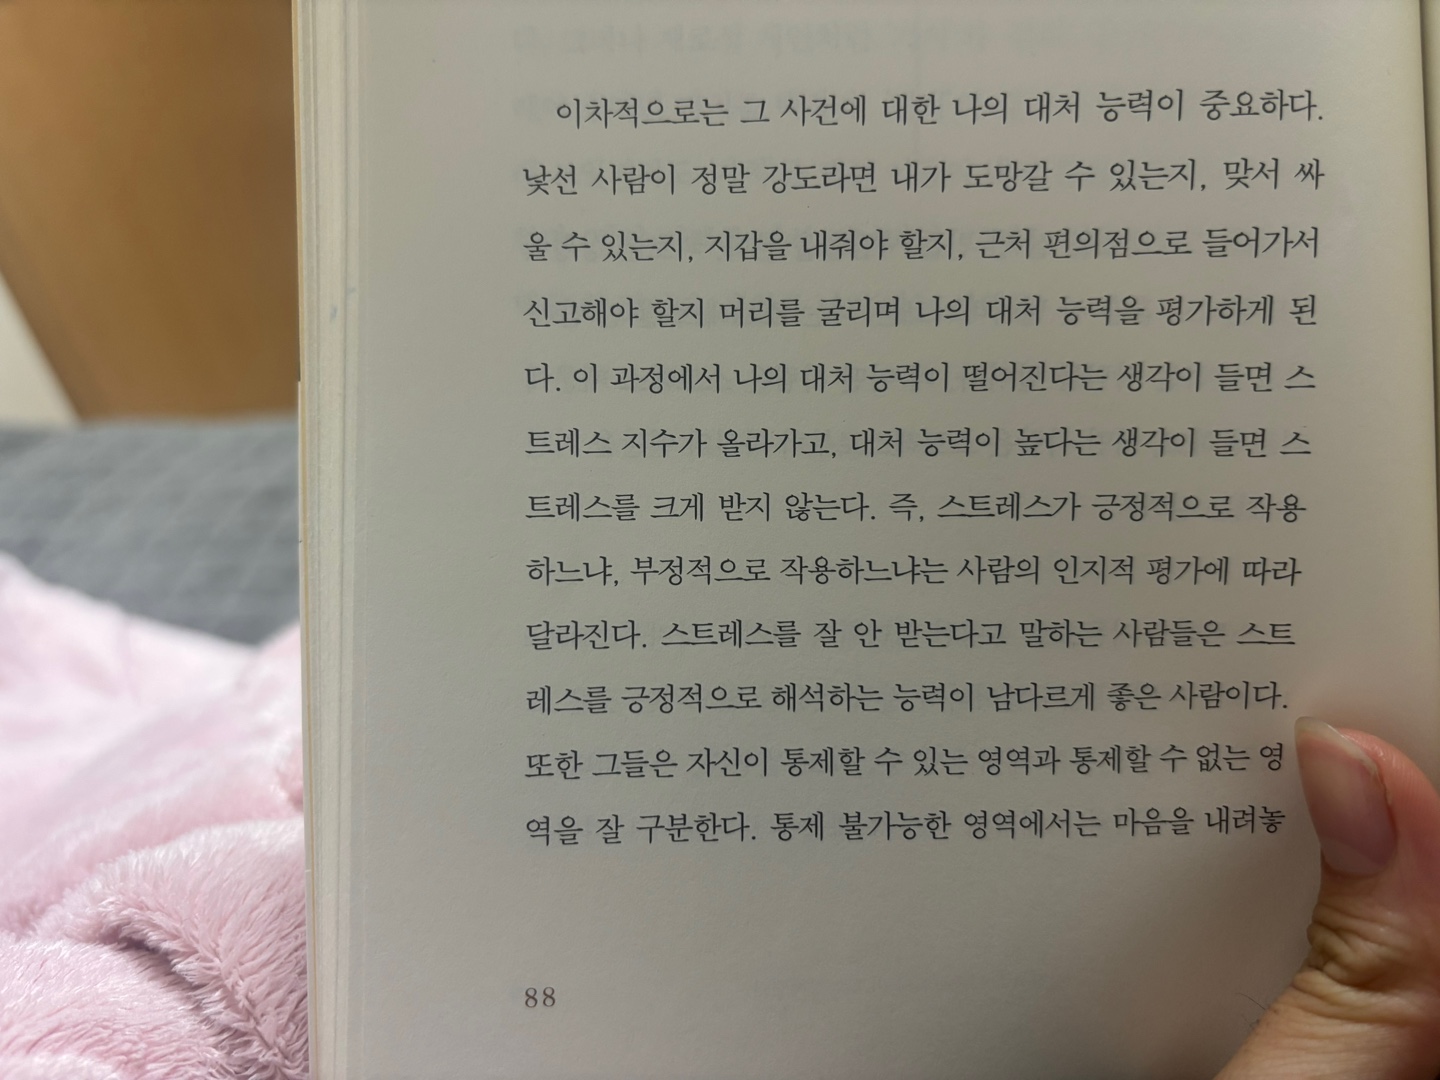 이차적으로는 그 사건에 대한 나의 대처 능력이 중요하다.
낯선 사람이 정말 강도라면 내가 도망갈 수 있는지, 맞서 싸
울 수 있는지, 지갑을 내줘야 할지, 근처 편의점으로 들어가서
신고해야 할지 머리를 굴리며 나의 대처 능력을 평가하게 된
다. 이 과정에서 나의 대처 능력이 떨어진다는 생각이 들면 스
트레스 지수가 올라가고, 대처 능력이 높다는 생각이 들면 스
트레스를 크게 받지 않는다. 즉, 스트레스가 긍정적으로 작용
하느냐, 부정적으로 작용하느냐는 사람의 인지적 평가에 따라
달라진다. 스트레스를 잘 안 받는다고 말하는 사람들은 스트
레스를 긍정적으로 해석하는 능력이 남다르게 좋은 사람이다.
또한 그들은 자신이 통제할 수 있는 영역과 통제할 수 없는 영
역을 잘 구분한다. 통제 불가능한 영역에서는 마음을 내려놓
88